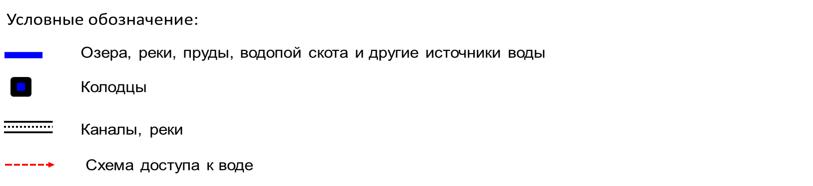 Условные обозначение:
Озера, реки, пруды, водопой скота и другие источники воды
Колодцы
Каналы, реки
Схема доступа к воде